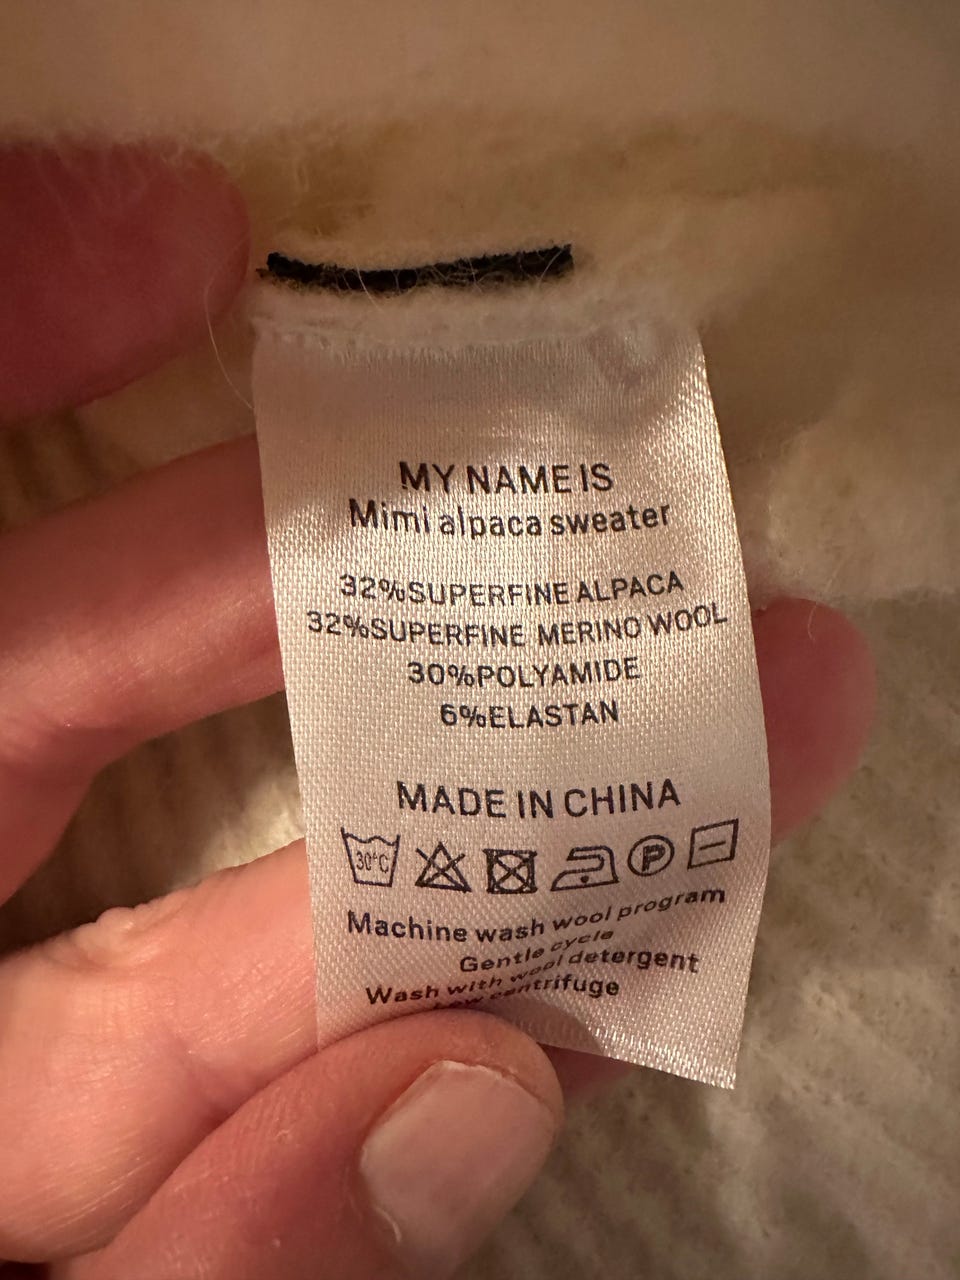 MY NAME IS
Mimi alpaca sweater
32%SUPERFINE ALPACA
32%SUPERFINE MERINO WOOL
30%POLYAMIDE
6%ELASTAN
MADE IN CHINA
30°C P
Machine wash wool program
Gentle cycle
Wash with wool detergent
Low centrifuge